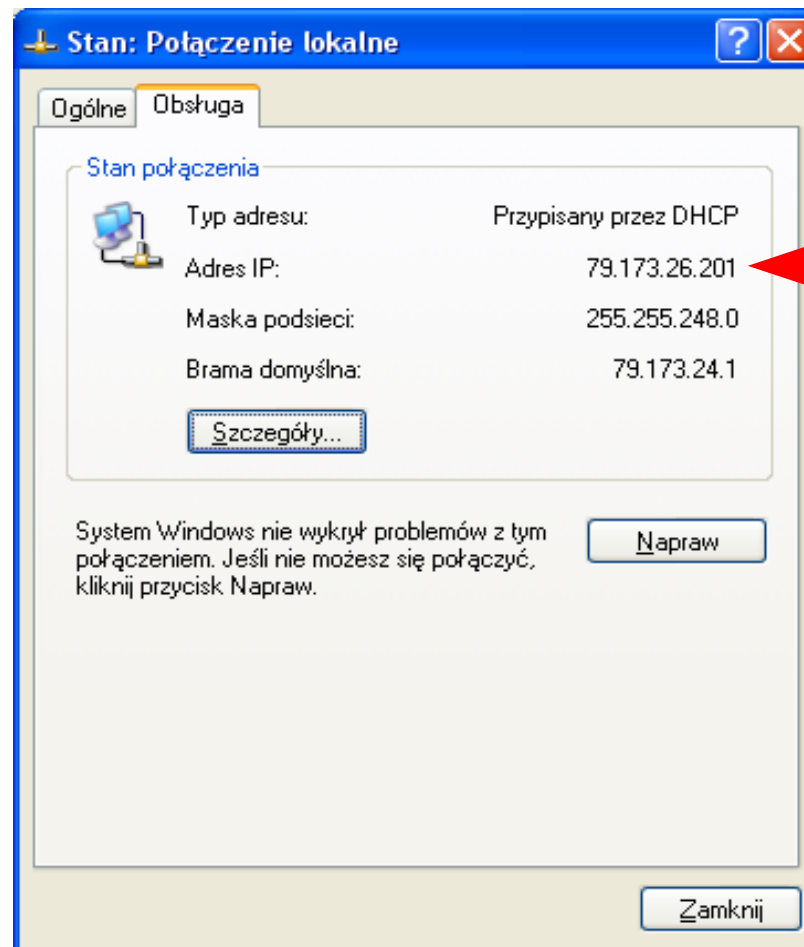 Stan: Połączenie lokalne
Ogólne
Obsługa
Stan połączenia
Typ adresu: Przypisany przez DHCP
Adres IP: 79.173.26.201
Maska podsieci: 255.255.248.0
Brama domyślna: 79.173.24.1
Szczegóły...
System Windows nie wykrył problemów z tym
połączeniem. Jeśli nie możesz się połączyć,
kliknij przycisk Napraw.
Napraw
Zamknij